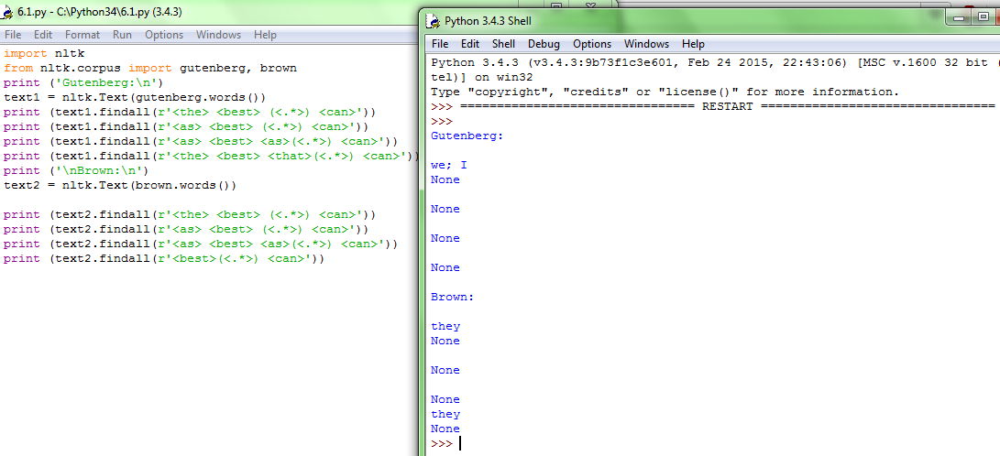 6.1.py - C:\Python34\6.1.py (3.4.3)
File Edit Format Run Options Windows Help
import nltk
from nltk.corpus import gutenberg, brown
print ('Gutenberg:\n')
text1 = nltk.Text(gutenberg.words())
print (text1.findall(r'<the> <best> (<.*>) <can>'))
print (text1.findall(r'<as> <best> (<.*>) <can>'))
print (text1.findall(r'<as> <best> <as>(<.*>) <can>'))
print (text1.findall(r'<the> <best> <that>(<.*>) <can>'))
print ('\nBrown:\n')
text2 = nltk.Text(brown.words())
print (text2.findall(r'<the> <best> (<.*>) <can>'))
print (text2.findall(r'<as> <best> (<.*>) <can>'))
print (text2.findall(r'<as> <best> <as>(<.*>) <can>'))
print (text2.findall(r'<best>(<.*>) <can>'))
Python 3.4.3 Shell
File Edit Shell Debug Options Windows Help
Python 3.4.3 (v3.4.3:9b73f1c3e601, Feb 24 2015, 22:43:06) [MSC v.1600 32 bit (
tel)] on win32
Type "copyright", "credits" or "license()" for more information.
>>> ================================ RESTART ================================
>>>
Gutenberg:
we; I
None
None
None
None
Brown:
they
None
None
None
they
None
>>>